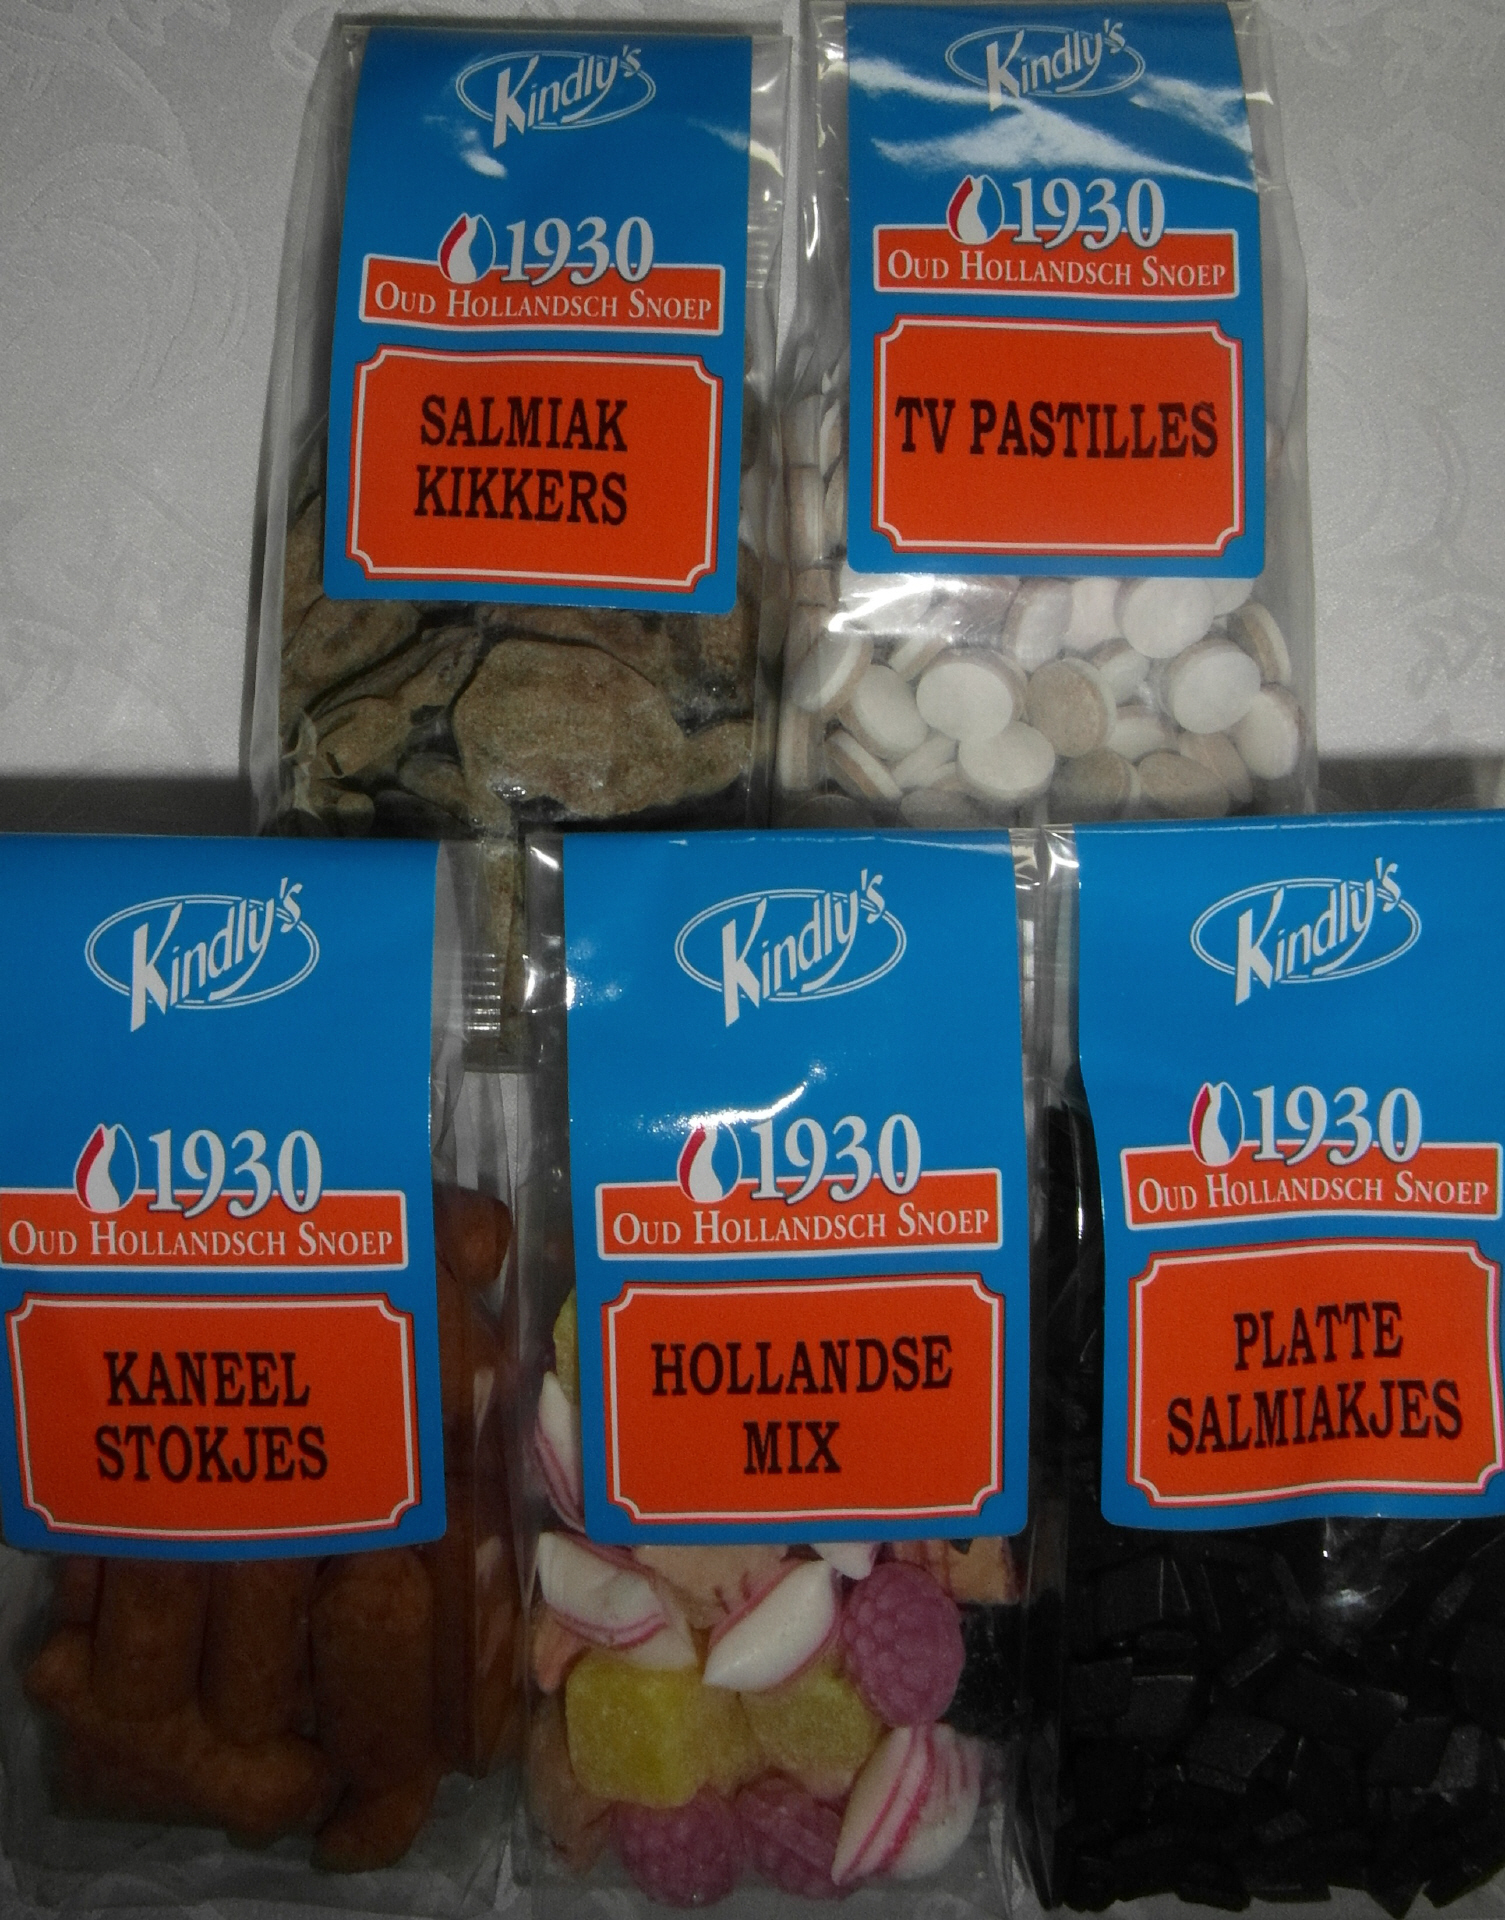 Kindly's
1930
OUD HOLLANDSCH SNOEP
SALMIAK
KIKKERS
Kindly's
1930
OUD HOLLANDSCH SNOEP
TV PASTILLES
Kindly's
1930
OUD HOLLANDSCH SNOEP
KANEEL
STOKJES
Kindly's
1930
OUD HOLLANDSCH SNOEP
HOLLANDSE
MIX
Kindly's
1930
OUD HOLLANDSCH SNOEP
PLATTE
SALMIAKJES